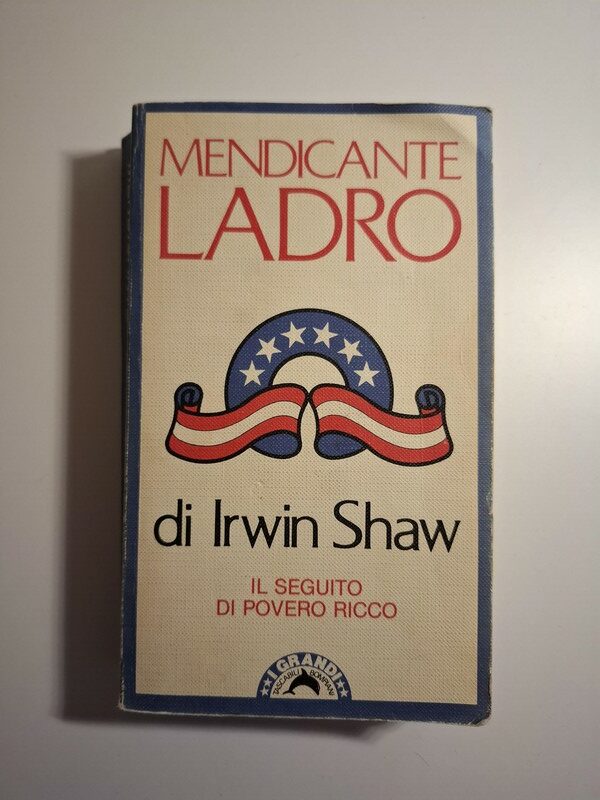 MENDICANTE
LADRO
di Irwin Shaw
IL SEGUITO
DI POVERO RICCO
I GRANDI
TASCABILI BOMPIANI